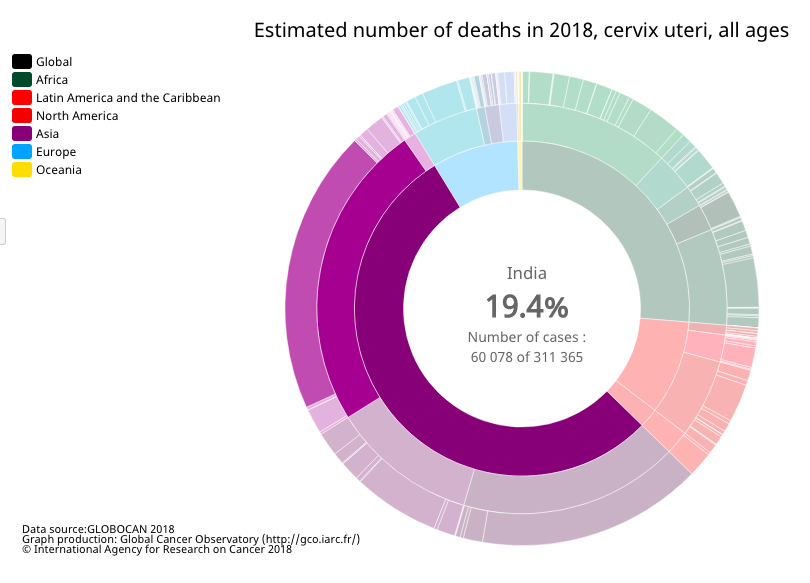 Estimated number of deaths in 2018, cervix uteri, all ages
Global
Africa
Latin America and the Caribbean
North America
Asia
Europe
Oceania
India
19.4%
Number of cases :
60 078 of 311 365
Data source:GLOBOCAN 2018
Graph production: Global Cancer Observatory (http://gco.iarc.fr/)
© International Agency for Research on Cancer 2018